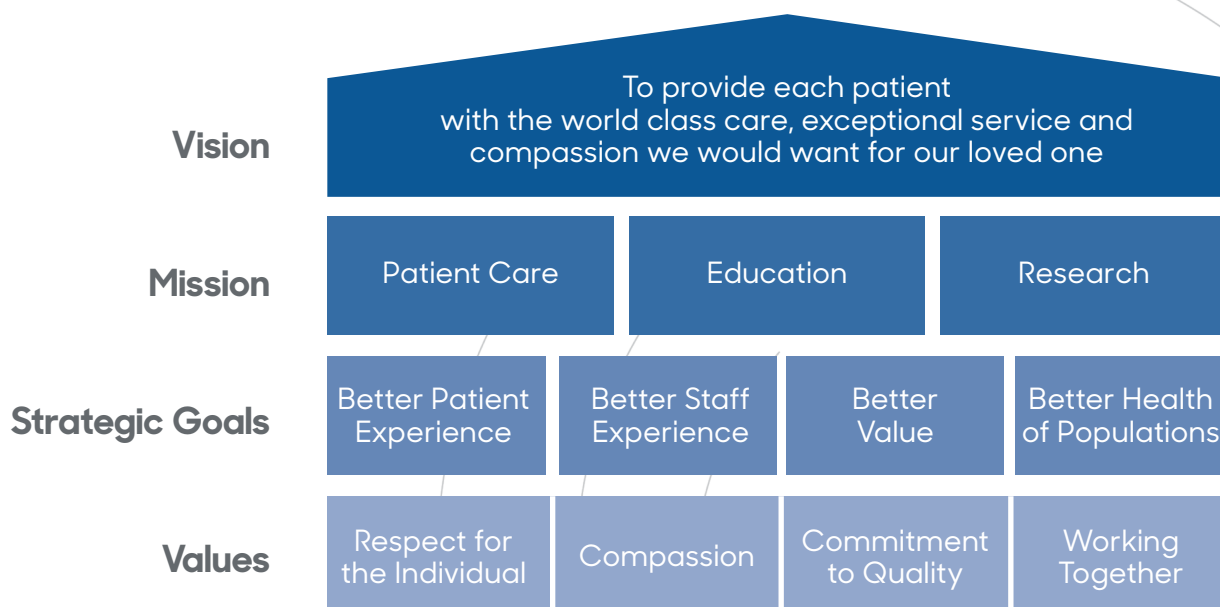 Vision
To provide each patient
with the world class care, exceptional service and
compassion we would want for our loved one
Mission
Patient Care
Education
Research
Strategic Goals
Better Patient
Experience
Better Staff
Experience
Better
Value
Better Health
of Populations
Values
Respect for
the Individual
Compassion
Commitment
to Quality
Working
Together